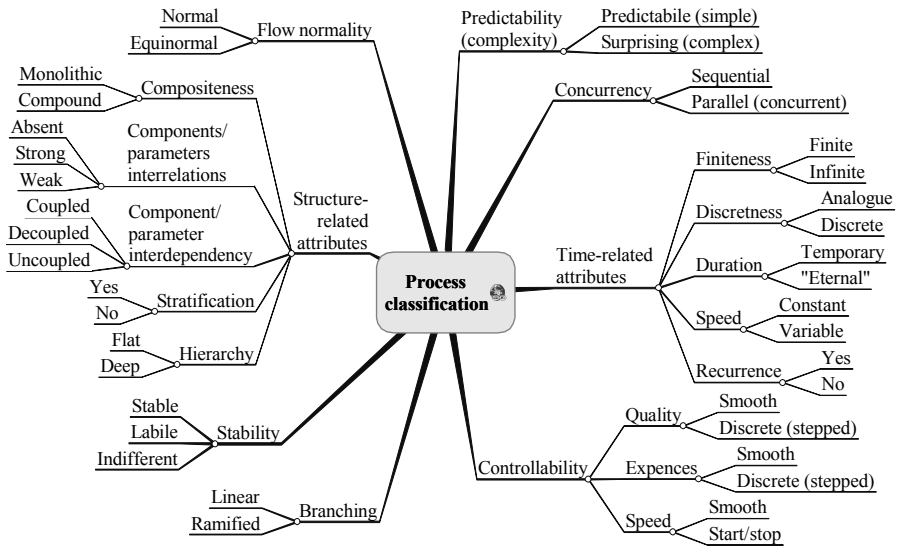 Normal
Equinormal
Flow normality
Monolithic
Compound
Compositeness
Absent
Strong
Weak
Components/
parameters
interrelations
Coupled
Decoupled
Uncoupled
Component/
parameter
interdependency
Yes
No
Stratification
Flat
Deep
Hierarchy
Structure-
related
attributes
Stable
Labile
Indifferent
Stability
Linear
Ramified
Branching
Process
classification
Predictability
(complexity)
Predictabile (simple)
Surprising (complex)
Concurrency
Sequential
Parallel (concurrent)
Time-related
attributes
Finiteness
Finite
Infinite
Discretness
Analogue
Discrete
Duration
Temporary
"Eternal"
Speed
Constant
Variable
Recurrence
Yes
No
Controllability
Quality
Smooth
Discrete (stepped)
Expences
Smooth
Discrete (stepped)
Speed
Smooth
Start/stop